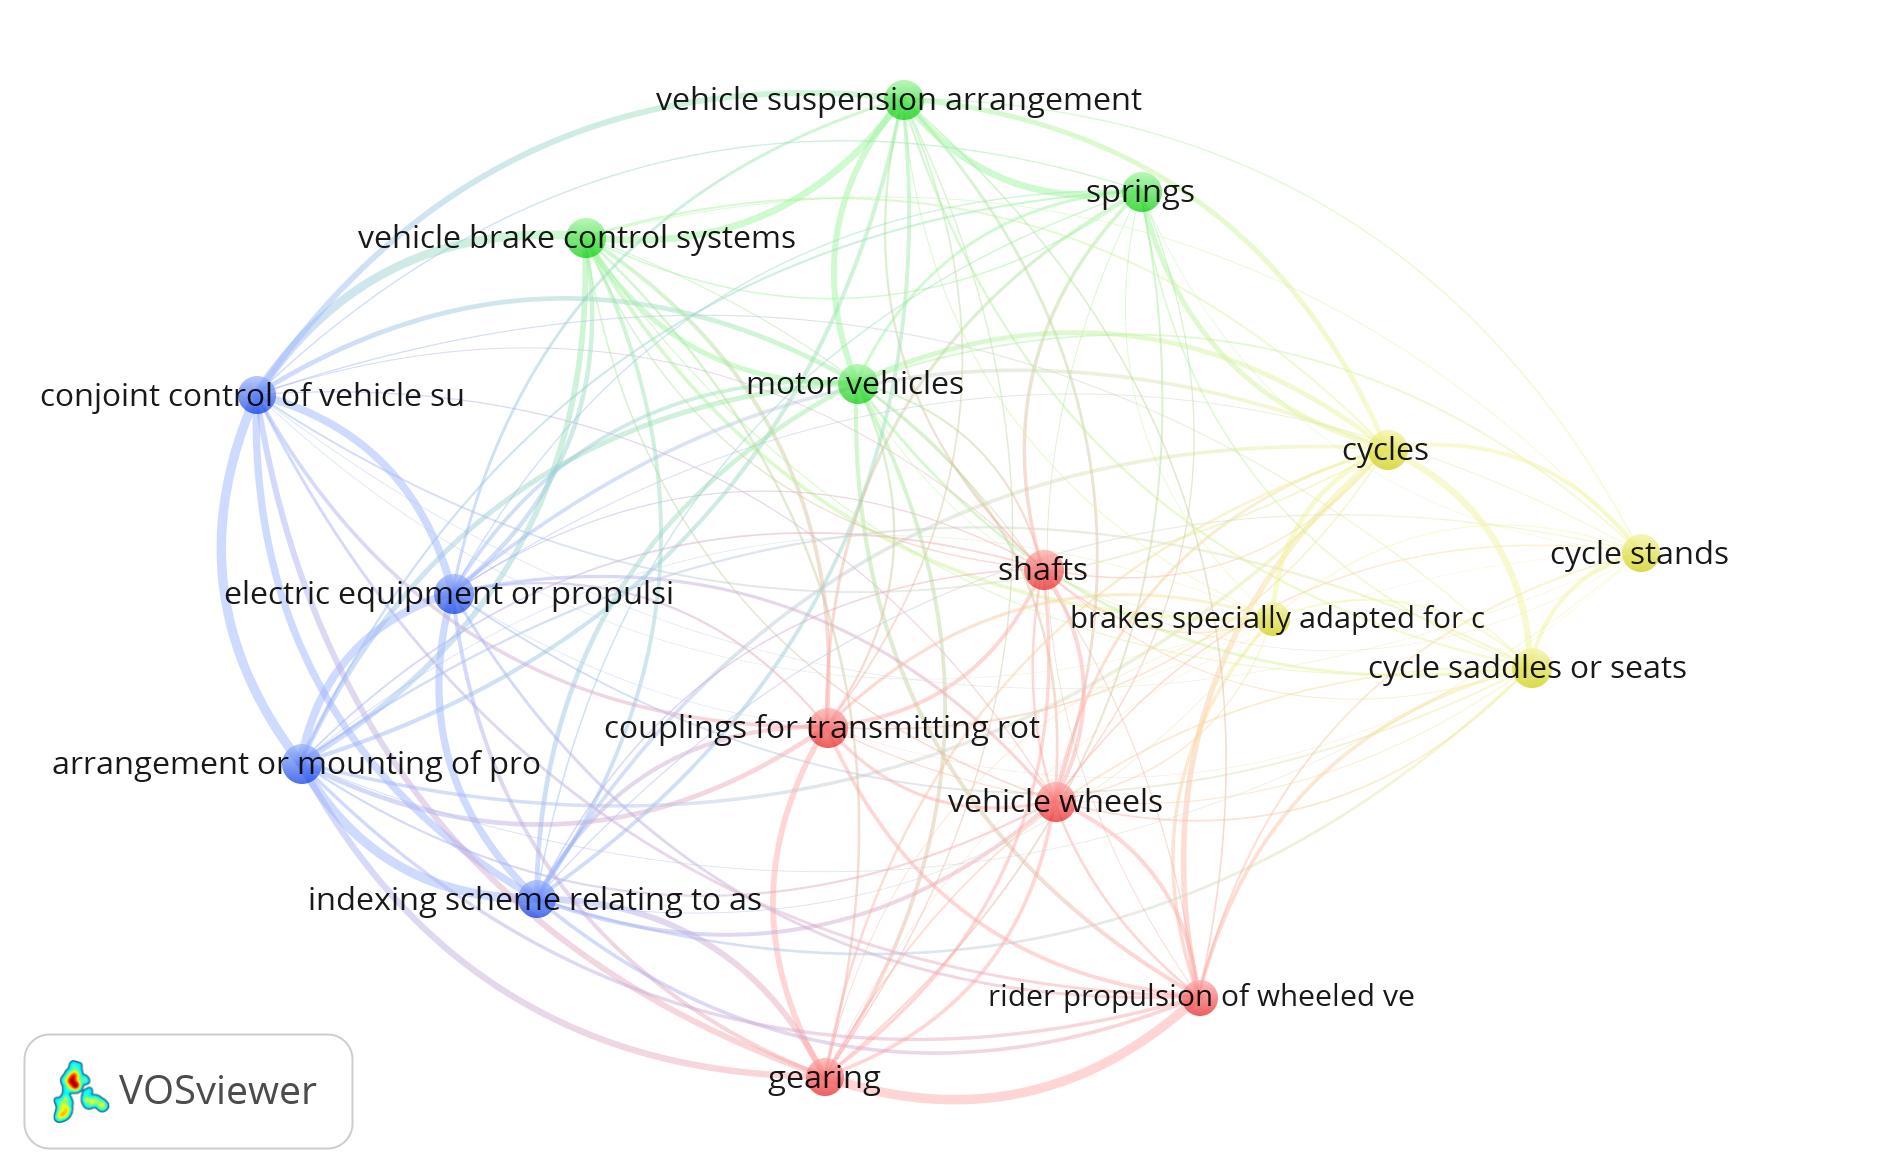 vehicle suspension arrangement
springs
vehicle brake control systems
motor vehicles
conjoint control of vehicle su
cycles
cycle stands
shafts
electric equipment or propulsi
brakes specially adapted for c
cycle saddles or seats
couplings for transmitting rot
arrangement or mounting of pro
vehicle wheels
indexing scheme relating to as
rider propulsion of wheeled ve
gearing
VOSviewer